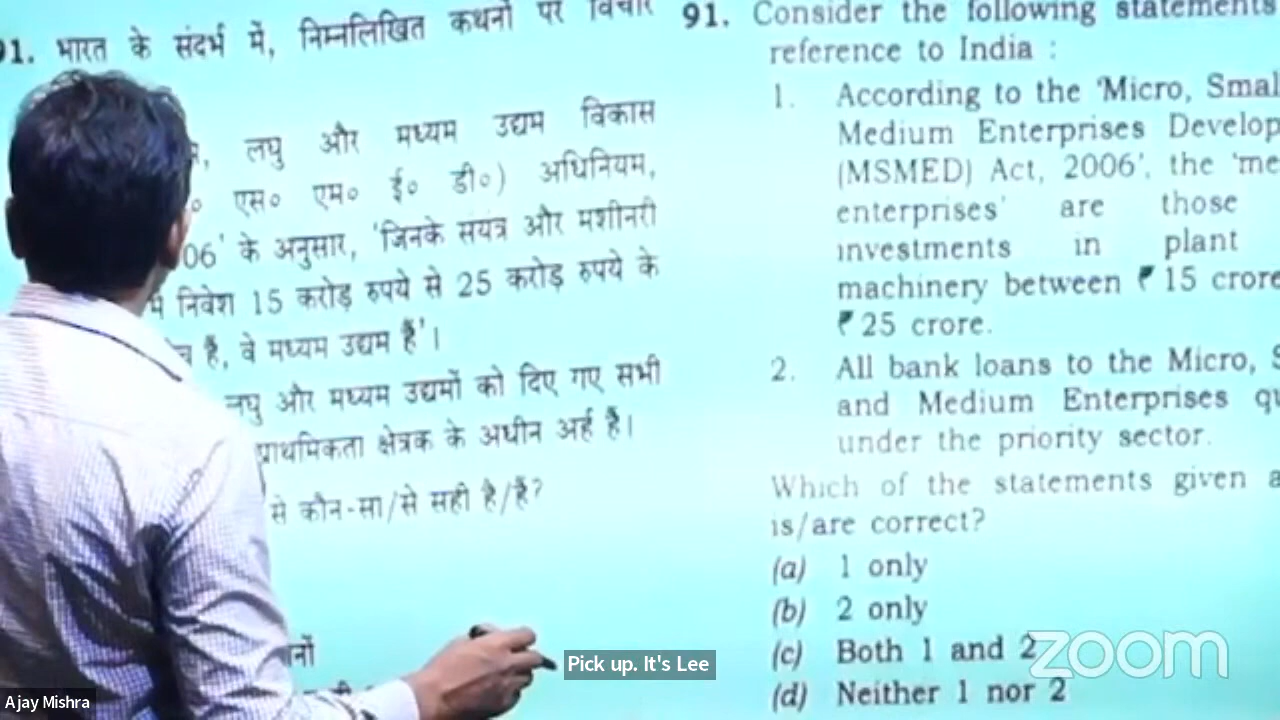 91. भारत के संदर्भ में, निम्नलिखित कथनों पर विचार
लघु और मध्यम उद्यम विकास
एस० एम० ई० डी०) अधिनियम,
06' के अनुसार, 'जिनके संयंत्र और मशीनरी
में निवेश 15 करोड़ रुपये से 25 करोड़ रुपये के
हैं, वे मध्यम उद्यम हैं'।
लघु और मध्यम उद्यमों को दिए गए सभी
प्राथमिकता क्षेत्रक के अधीन अर्ह हैं।
से कौन-सा/से सही है/हैं?
91. Consider the following statements
reference to India :
1. According to the 'Micro, Smal
Medium Enterprises Develop
(MSMED) Act, 2006', the 'me
enterprises' are those
investments in plant
machinery between ₹ 15 crore
₹ 25 crore.
2. All bank loans to the Micro, S
and Medium Enterprises qu
under the priority sector.
Which of the statements given a
is/are correct?
(a) 1 only
(b) 2 only
(c) Both 1 and 2
(d) Neither 1 nor 2
zoom
Pick up. It's Lee
Ajay Mishra